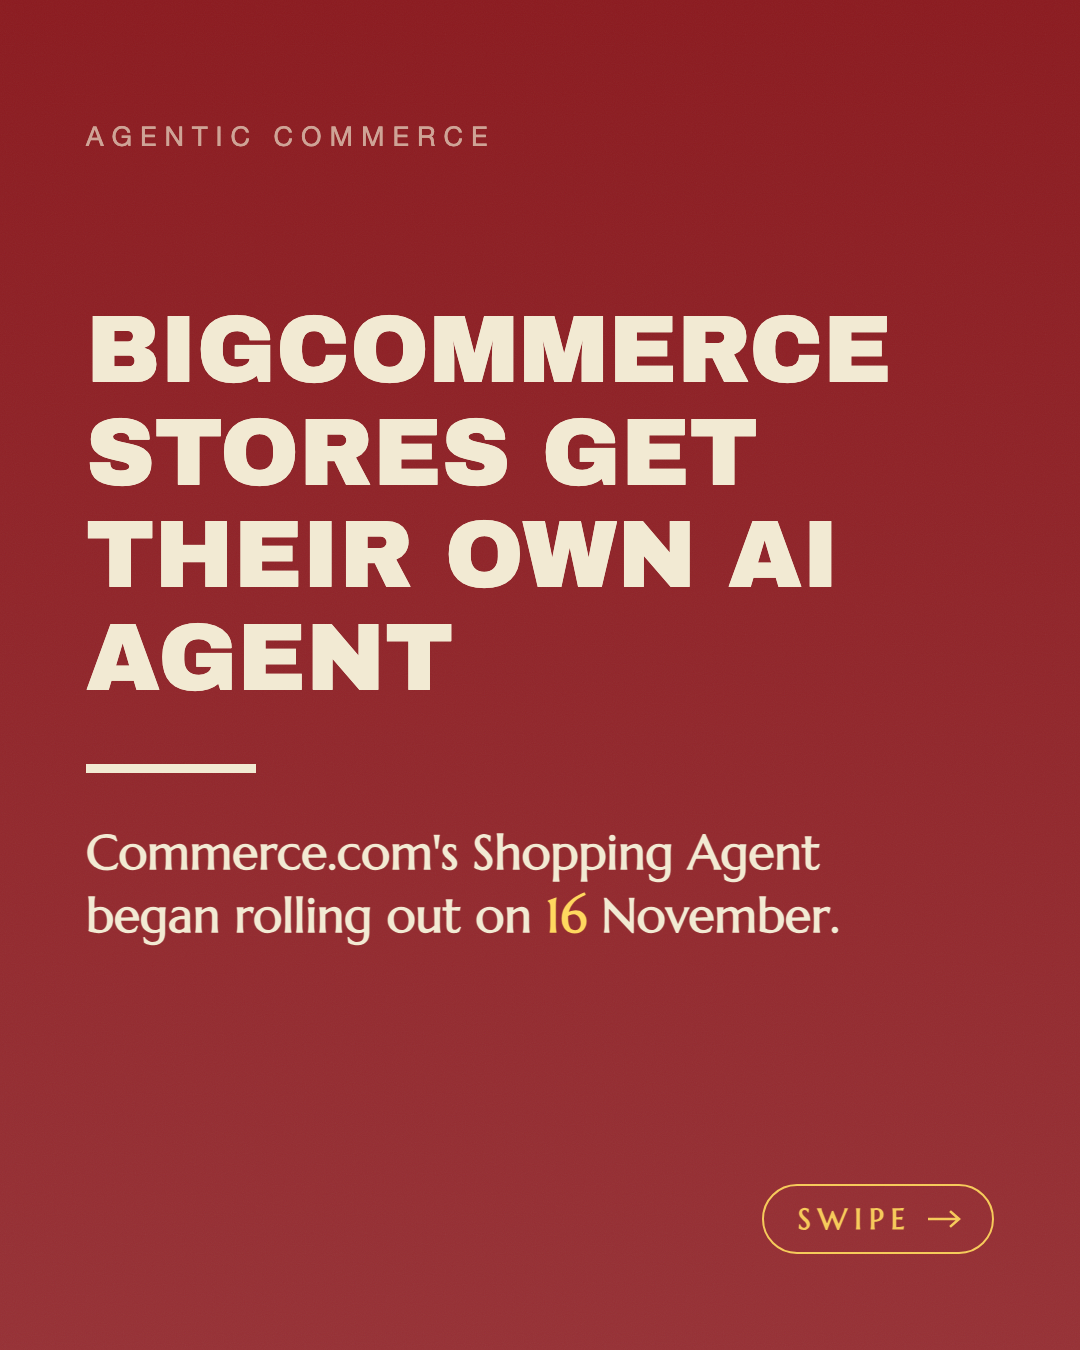 AGENTIC COMMERCE
BIGCOMMERCE
STORES GET
THEIR OWN AI
AGENT
Commerce.com's Shopping Agent
began rolling out on 16 November.
SWIPE →